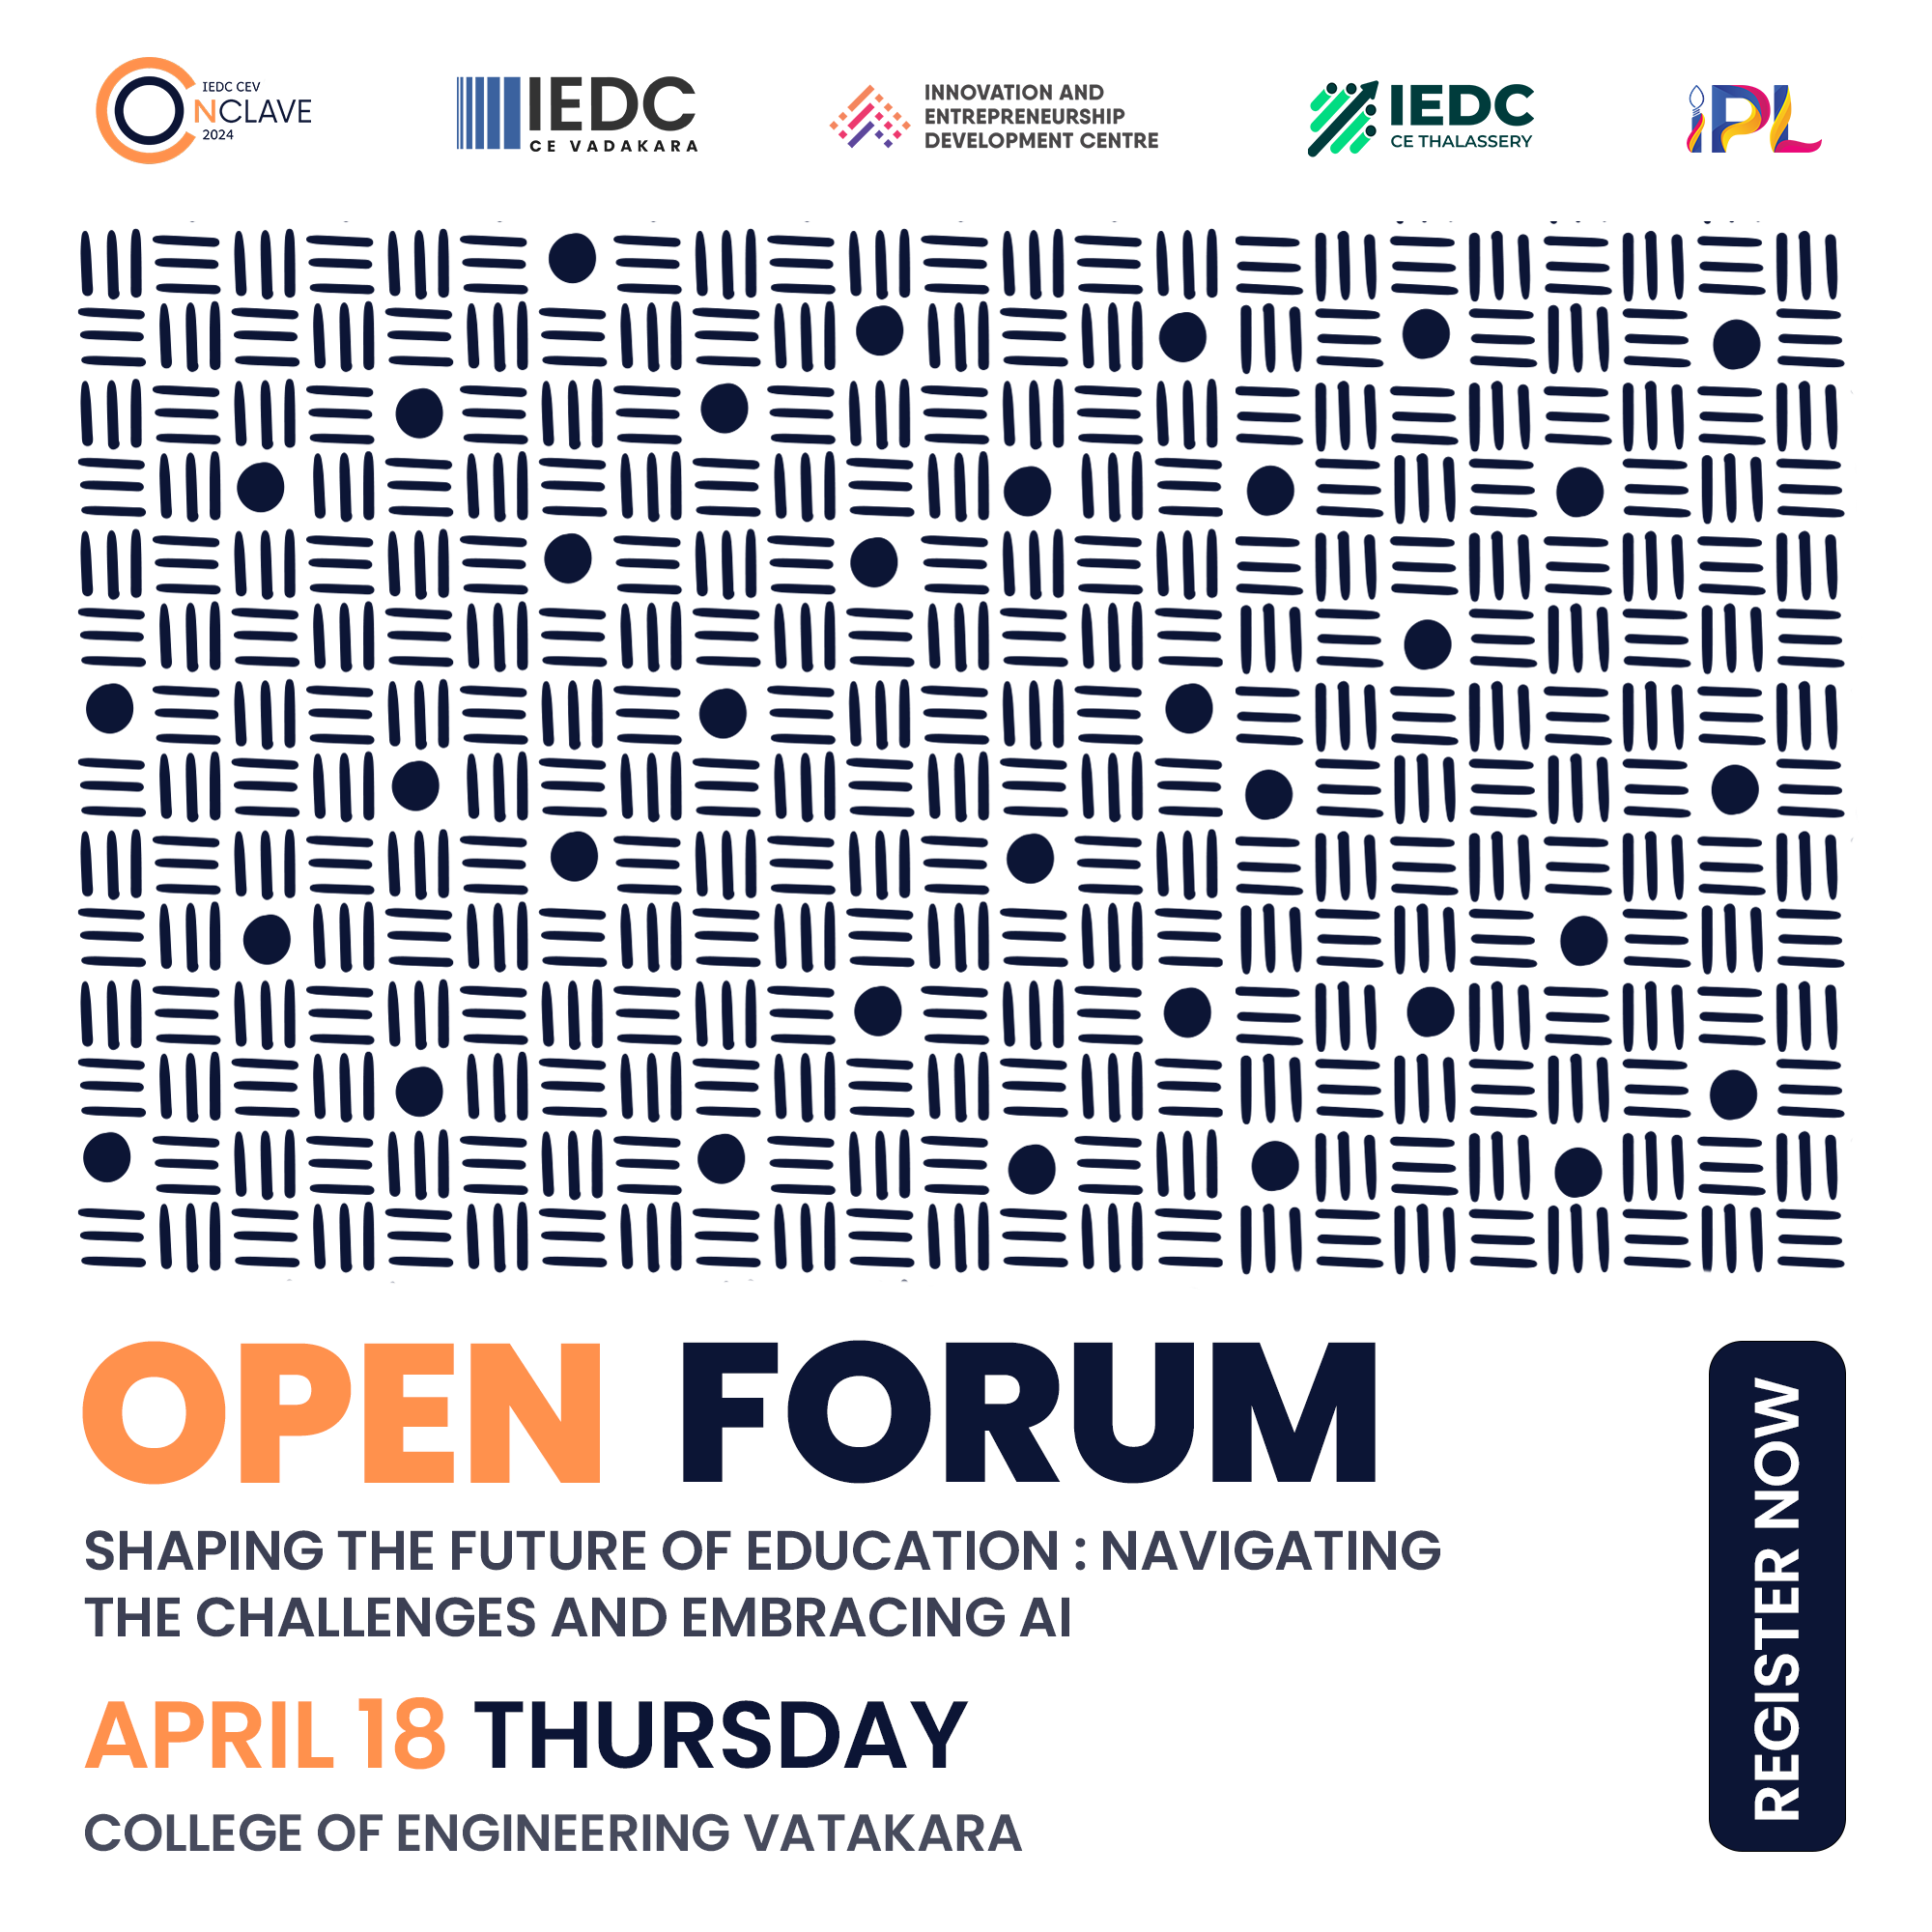 IEDC CEV
NCLAVE
2024
IEDC
CE VADAKARA
INNOVATION AND
ENTREPRENEURSHIP
DEVELOPMENT CENTRE
IEDC
CE THALASSERY
iPL
OPEN FORUM
SHAPING THE FUTURE OF EDUCATION : NAVIGATING
THE CHALLENGES AND EMBRACING AI
APRIL 18 THURSDAY
COLLEGE OF ENGINEERING VATAKARA
REGISTER NOW